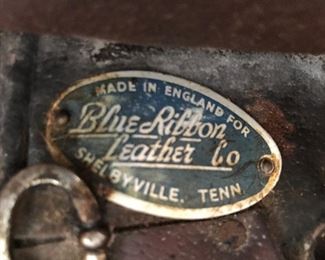 MADE IN ENGLAND FOR
Blue Ribbon
Leather Co
SHELBYVILLE, TENN